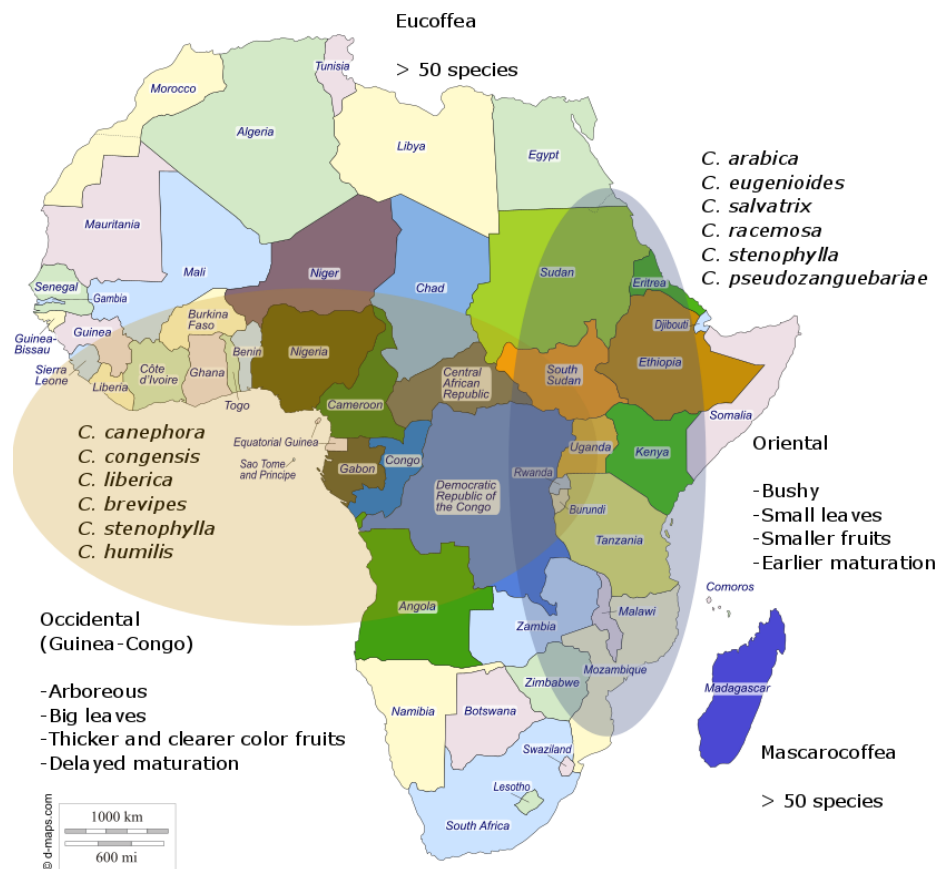 Eucoffea
> 50 species
Tunisia
Morocco
Algeria
Libya
Egypt
C. arabica
C. eugenioides
C. salvatrix
C. racemosa
C. stenophylla
C. pseudozanguebariae
Mauritania
Mali
Niger
Chad
Sudan
Eritrea
Senegal
Gambia
Guinea-
Bissau
Guinea
Burkina
Faso
Djibouti
Sierra
Leone
Liberia
Côte
d'Ivoire
Ghana
Togo
Benin
Nigeria
Cameroon
Central
African
Republic
South
Sudan
Ethiopia
Somalia
C. canephora
C. congensis
C. liberica
C. brevipes
C. stenophylla
C. humilis
Equatorial Guinea
Sao Tome
and Principe
Gabon
Congo
Democratic
Republic of
the Congo
Uganda
Rwanda
Burundi
Kenya
Tanzania
Oriental
-Bushy
-Small leaves
-Smaller fruits
-Earlier maturation
Comoros
Occidental
(Guinea-Congo)
-Arboreous
-Big leaves
-Thicker and clearer color fruits
-Delayed maturation
Angola
Zambia
Malawi
Mozambique
Zimbabwe
Madagascar
Namibia
Botswana
Swaziland
Lesotho
South Africa
Mascarocoffea
> 50 species
© d-maps.com
1000 km
600 mi